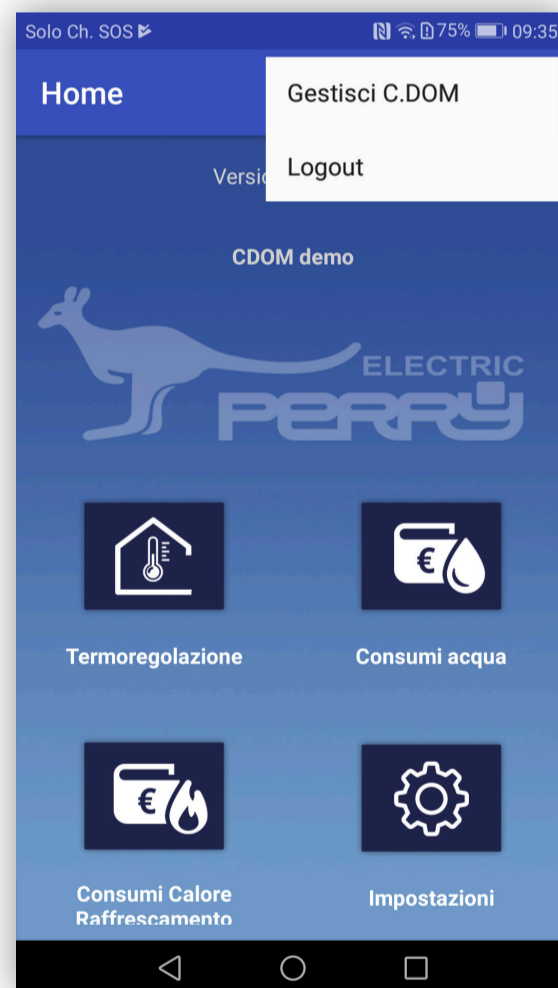 Solo Ch. SOS 75% 09:35
Home
Gestisci C.DOM
Logout
Versio
CDOM demo
ELECTRIC
PERRY
€
€
Termoregolazione Consumi acqua
Consumi Calore
Raffrescamento
Impostazioni